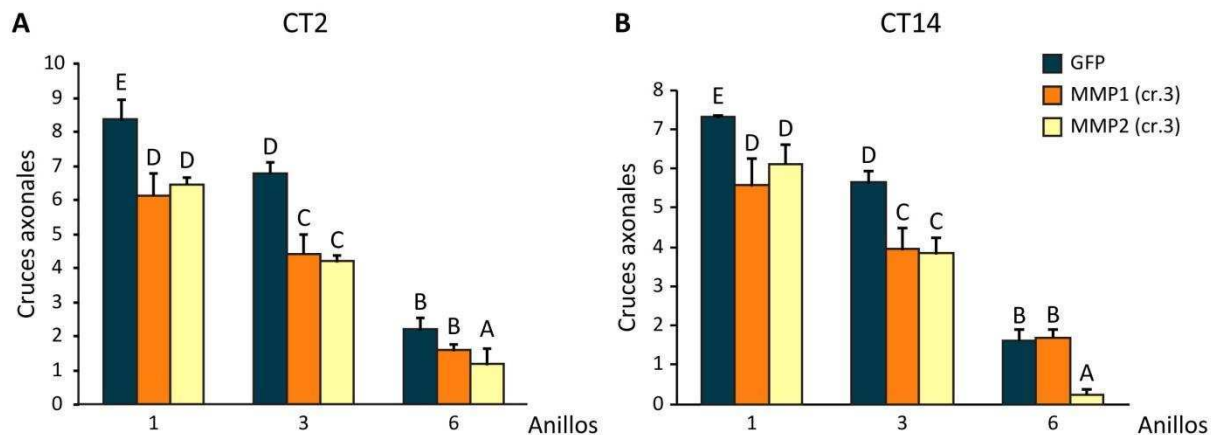 A
CT2
Cruces axonales
10
9
8
7
6
5
4
3
2
1
0
E
D
D
D
C
C
B
B
A
1
3
6
Anillos
B
CT14
GFP
MMP1 (cr.3)
MMP2 (cr.3)
Cruces axonales
8
7
6
5
4
3
2
1
0
E
D
D
D
C
C
B
B
A
1
3
6
Anillos